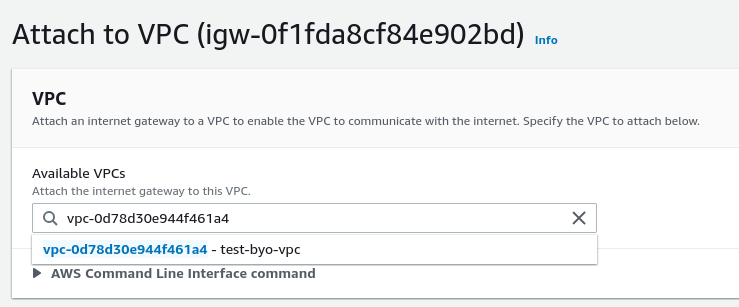 Attach to VPC (igw-0f1fda8cf84e902bd) Info
VPC
Attach an internet gateway to a VPC to enable the VPC to communicate with the internet. Specify the VPC to attach below.
Available VPCs
Attach the internet gateway to this VPC.
vpc-0d78d30e944f461a4
vpc-0d78d30e944f461a4 - test-byo-vpc
AWS Command Line Interface command